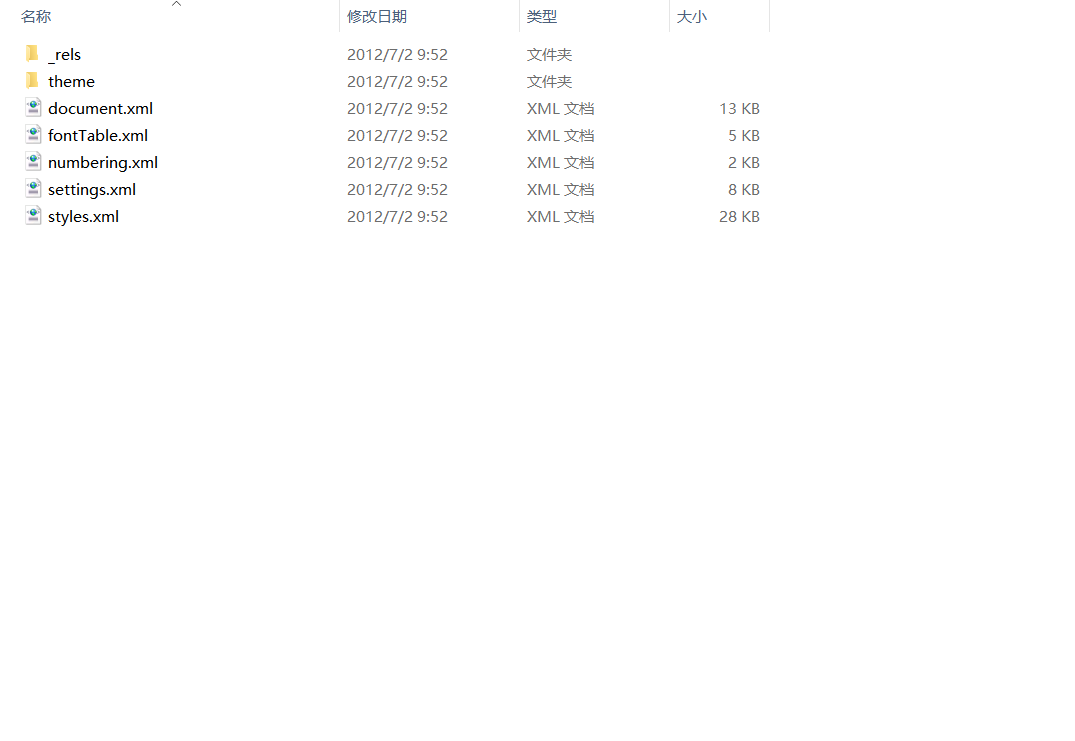 名称 修改日期 类型 大小
_rels 2012/7/2 9:52 文件夹
theme 2012/7/2 9:52 文件夹
document.xml 2012/7/2 9:52 XML 文档 13 KB
fontTable.xml 2012/7/2 9:52 XML 文档 5 KB
numbering.xml 2012/7/2 9:52 XML 文档 2 KB
settings.xml 2012/7/2 9:52 XML 文档 8 KB
styles.xml 2012/7/2 9:52 XML 文档 28 KB